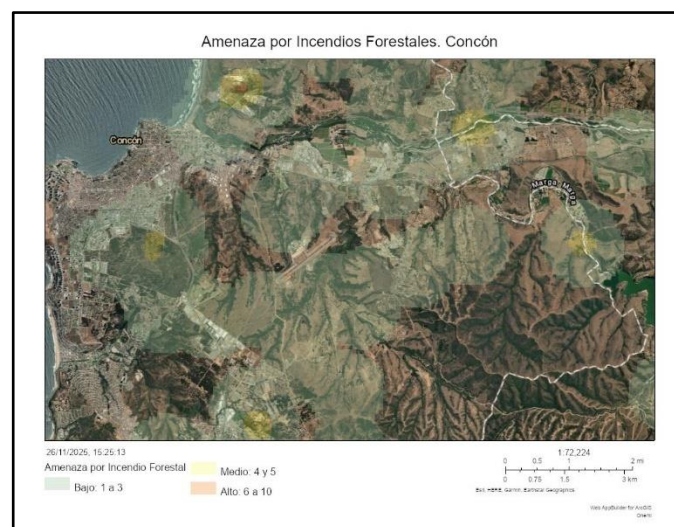 Amenaza por Incendios Forestales. Concón
Concón
Marga Marga
26/11/2025, 15:25:13
Amenaza por Incendio Forestal
Bajo: 1 a 3
Medio: 4 y 5
Alto: 6 a 10
1:72,224
0 0.5 1 2 mi
0 0.75 1.5 3 km
Esri, HERE, Garmin, Earthstar Geographics
Web AppBuilder for ArcGIS
Onemi